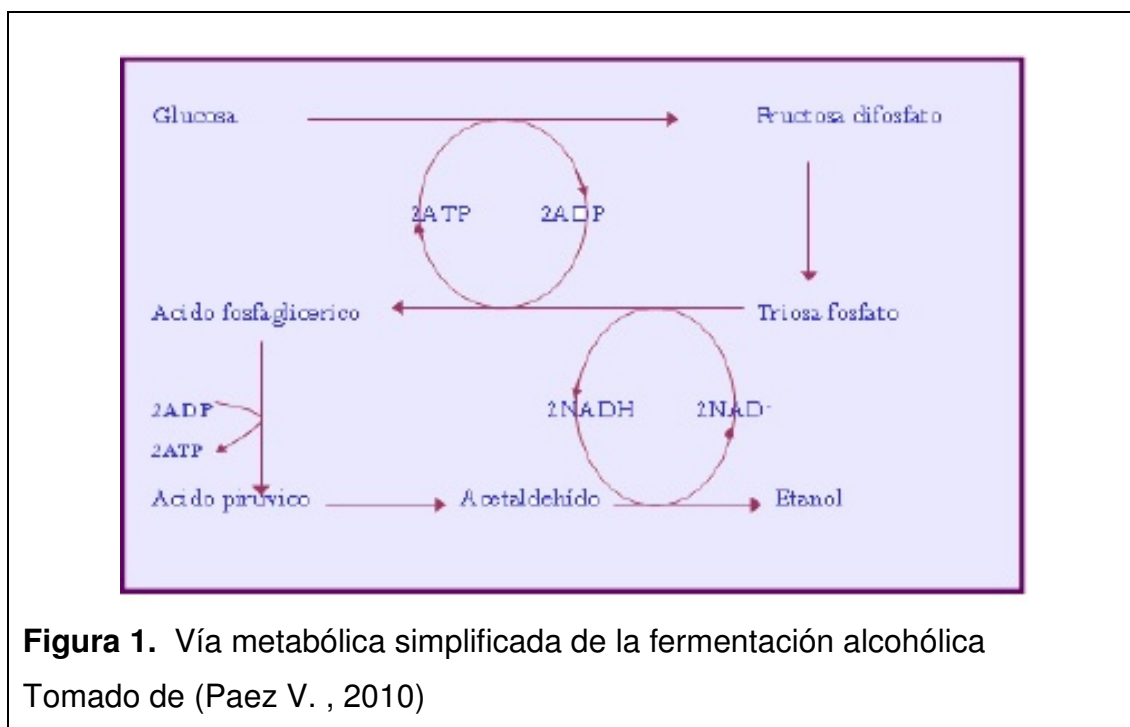 Glucosa Fructosa difosfato
2ATP 2ADP
Acido fosfaglicerico Triosa fosfato
2ADP 2NADH 2NAD+
2ATP
Acido pirúvico Acetaldehído Etanol
Figura 1. Vía metabólica simplificada de la fermentación alcohólica
Tomado de (Paez V. , 2010)